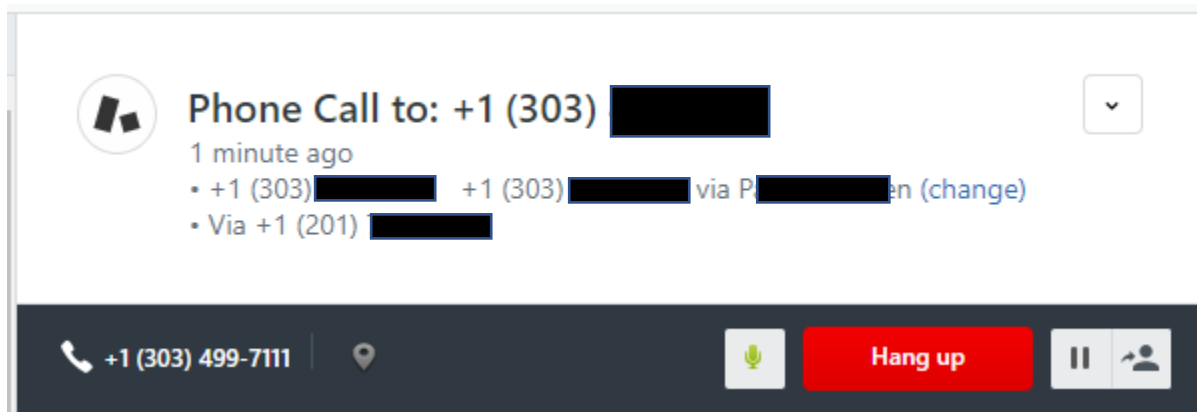 Phone Call to: +1 (303)
1 minute ago
• +1 (303) +1 (303) via P en (change)
• Via +1 (201)
+1 (303) 499-7111
Hang up